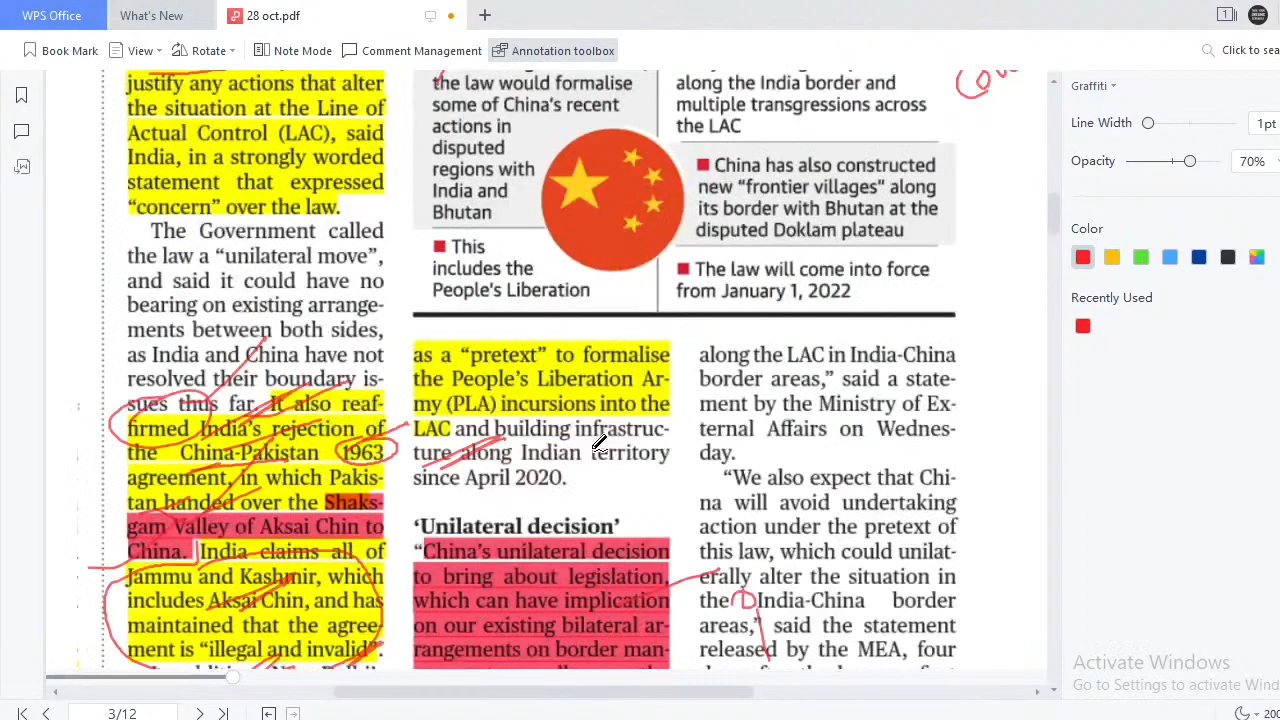 WPS Office
What's New
28 oct.pdf
1
Book Mark
View
Rotate
Note Mode
Comment Management
Annotation toolbox
Click to sea
justify any actions that alter
the situation at the Line of
Actual Control (LAC), said
India, in a strongly worded
statement that expressed
“concern” over the law.
The Government called
the law a “unilateral move”,
and said it could have no
bearing on existing arrange-
ments between both sides,
as India and China have not
resolved their boundary is-
sues thus far. It also reaf-
firmed India’s rejection of
the China-Pakistan 1963
agreement, in which Pakis-
tan handed over the Shaks-
gam Valley of Aksai Chin to
China. India claims all of
Jammu and Kashmir, which
includes Aksai Chin, and has
maintained that the agree-
ment is “illegal and invalid”.
the law would formalise
some of China’s recent
actions in
disputed
regions with
India and
Bhutan
This
includes the
People’s Liberation
along the India border and
multiple transgressions across
the LAC
China has also constructed
new “frontier villages” along
its border with Bhutan at the
disputed Doklam plateau
The law will come into force
from January 1, 2022
as a “pretext” to formalise
the People’s Liberation Ar-
my (PLA) incursions into the
LAC and building infrastruc-
ture along Indian territory
since April 2020.
‘Unilateral decision’
“China’s unilateral decision
to bring about legislation,
which can have implication
on our existing bilateral ar-
rangements on border man-
along the LAC in India-China
border areas,” said a state-
ment by the Ministry of Ex-
ternal Affairs on Wednes-
day.
“We also expect that Chi-
na will avoid undertaking
action under the pretext of
this law, which could unilat-
erally alter the situation in
the India-China border
areas,” said the statement
released by the MEA, four
Graffiti
Line Width
1pt
Opacity
70%
Color
Recently Used
Activate Windows
Go to Settings to activate Wind
3/12
200